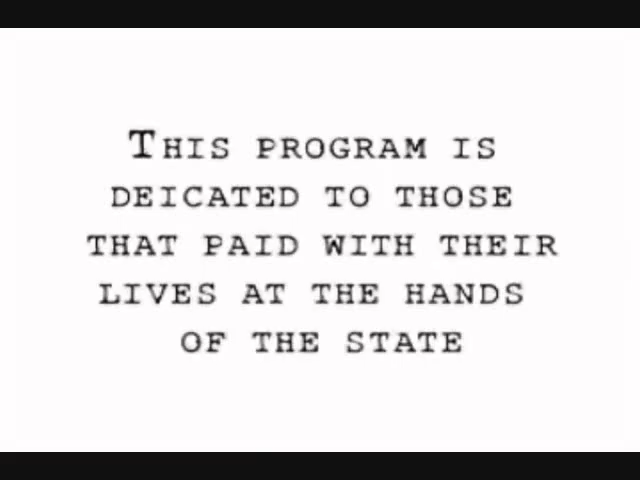 THIS PROGRAM IS
DEICATED TO THOSE
THAT PAID WITH THEIR
LIVES AT THE HANDS
OF THE STATE